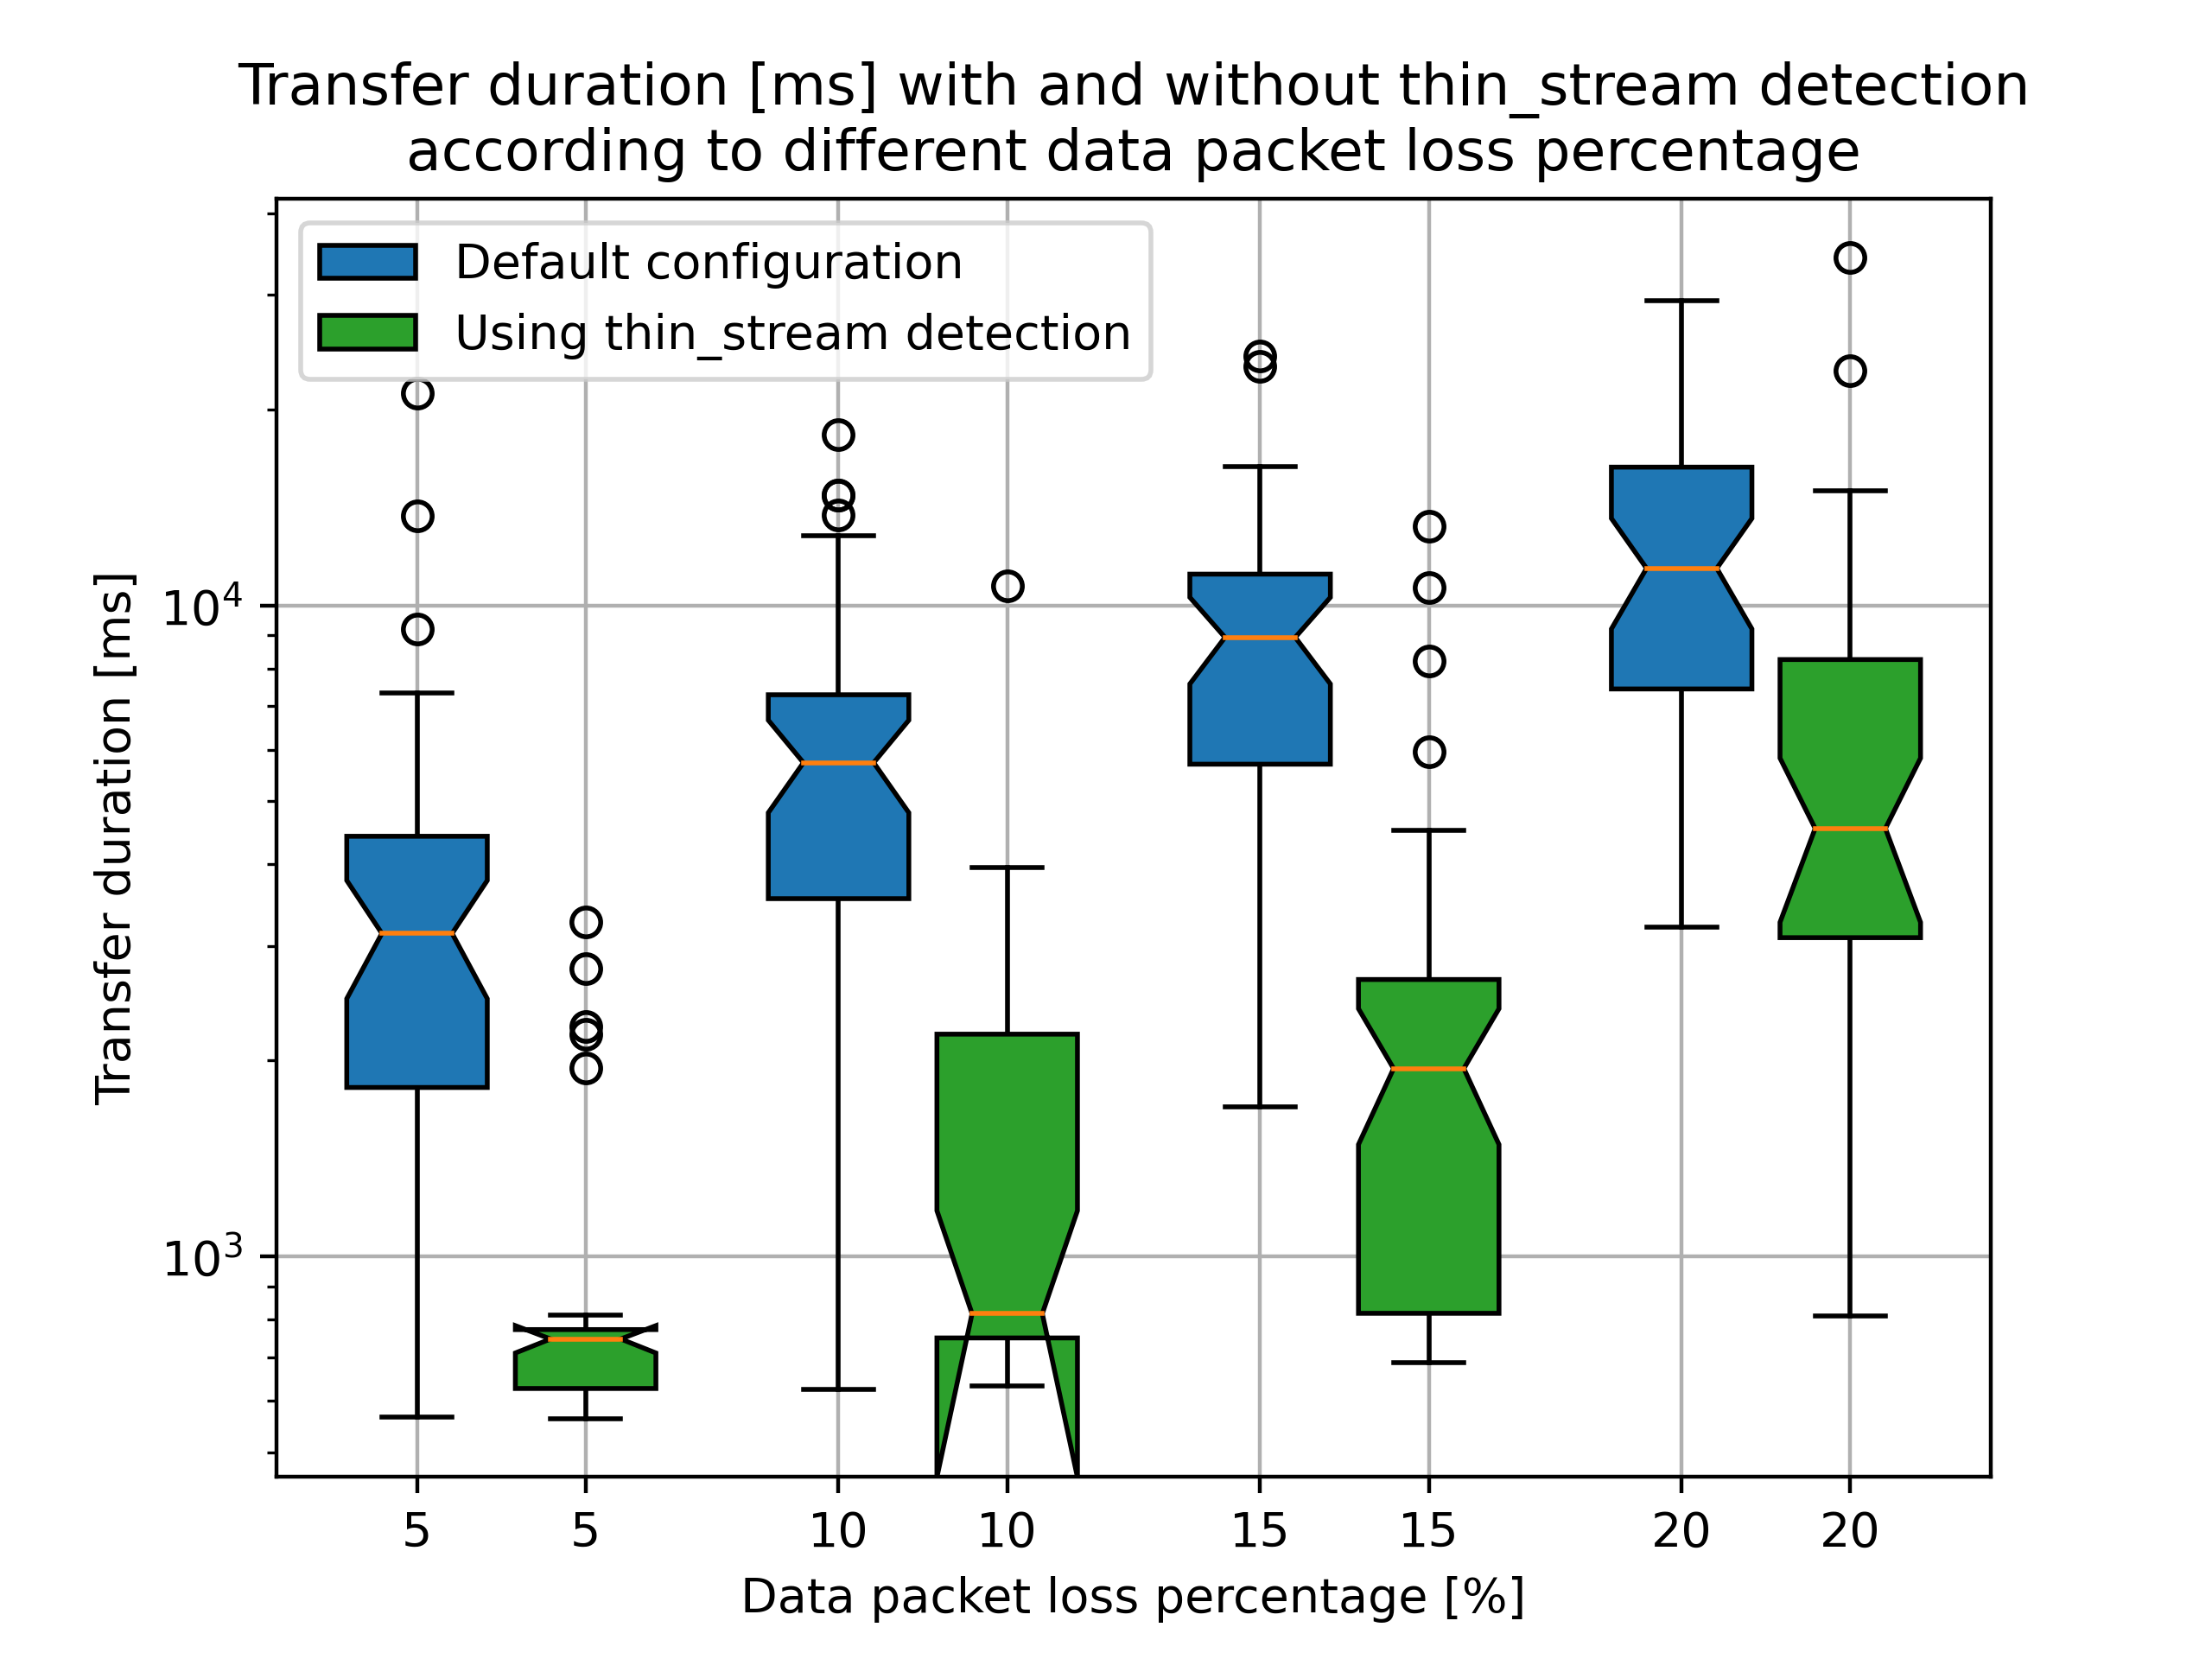 Transfer duration [ms] with and without thin_stream detection
according to different data packet loss percentage
Default configuration
Using thin_stream detection
Transfer duration [ms]
10⁴
10³
5 5 10 10 15 15 20 20
Data packet loss percentage [%]